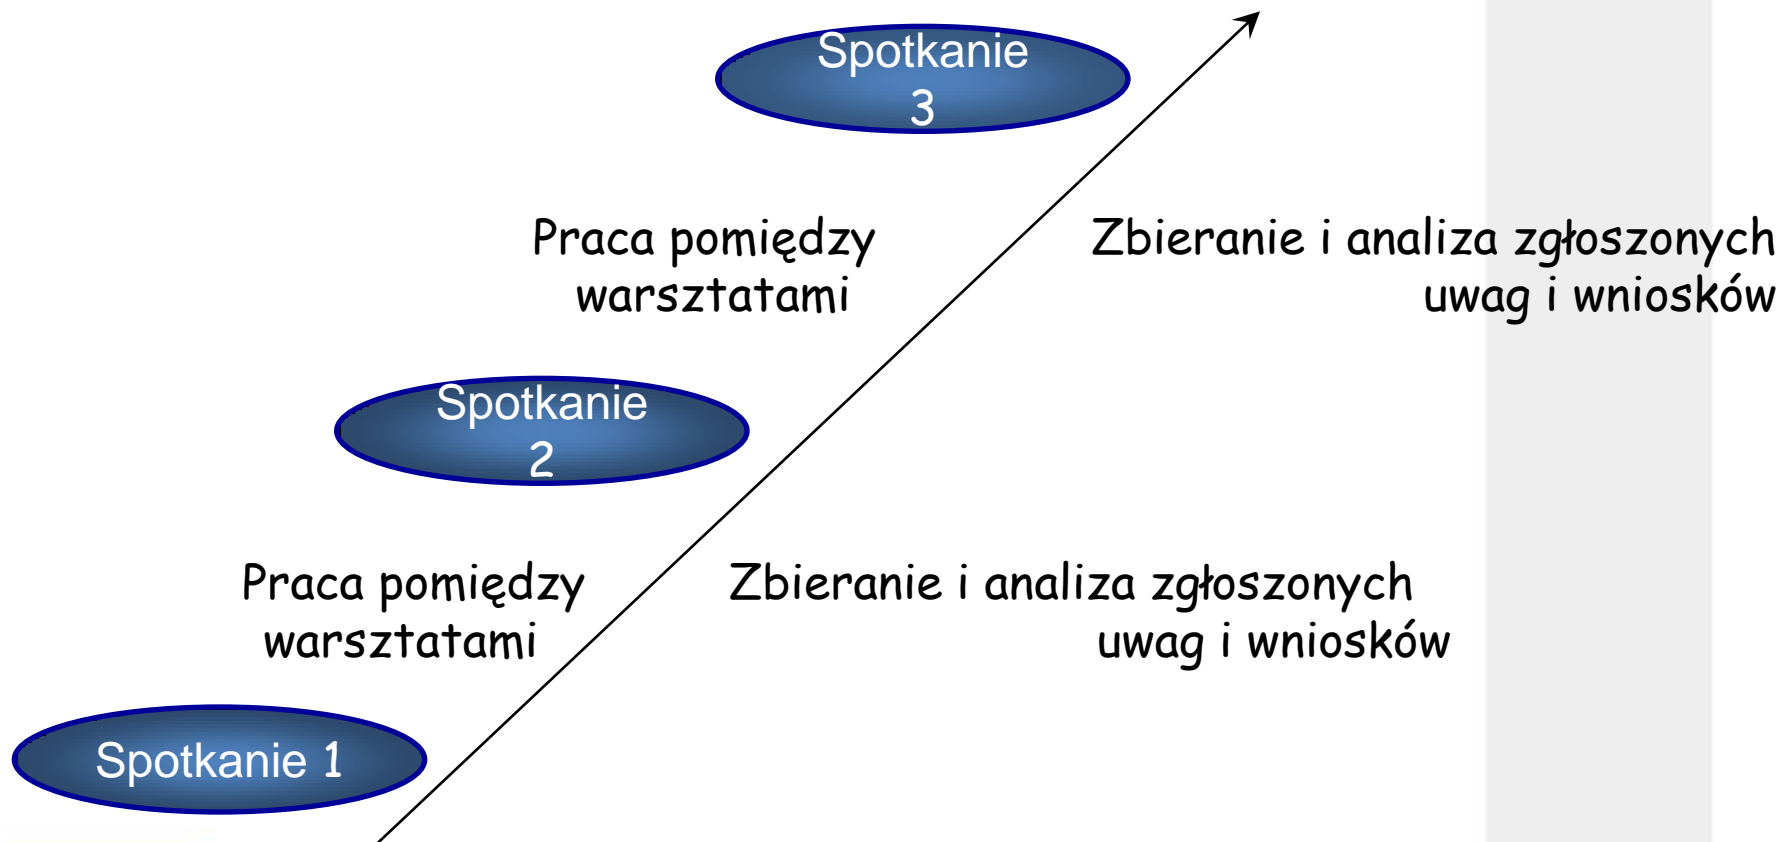 Spotkanie
3
Praca pomiędzy
warsztatami
Zbieranie i analiza zgłoszonych
uwag i wniosków
Spotkanie
2
Praca pomiędzy
warsztatami
Zbieranie i analiza zgłoszonych
uwag i wniosków
Spotkanie 1